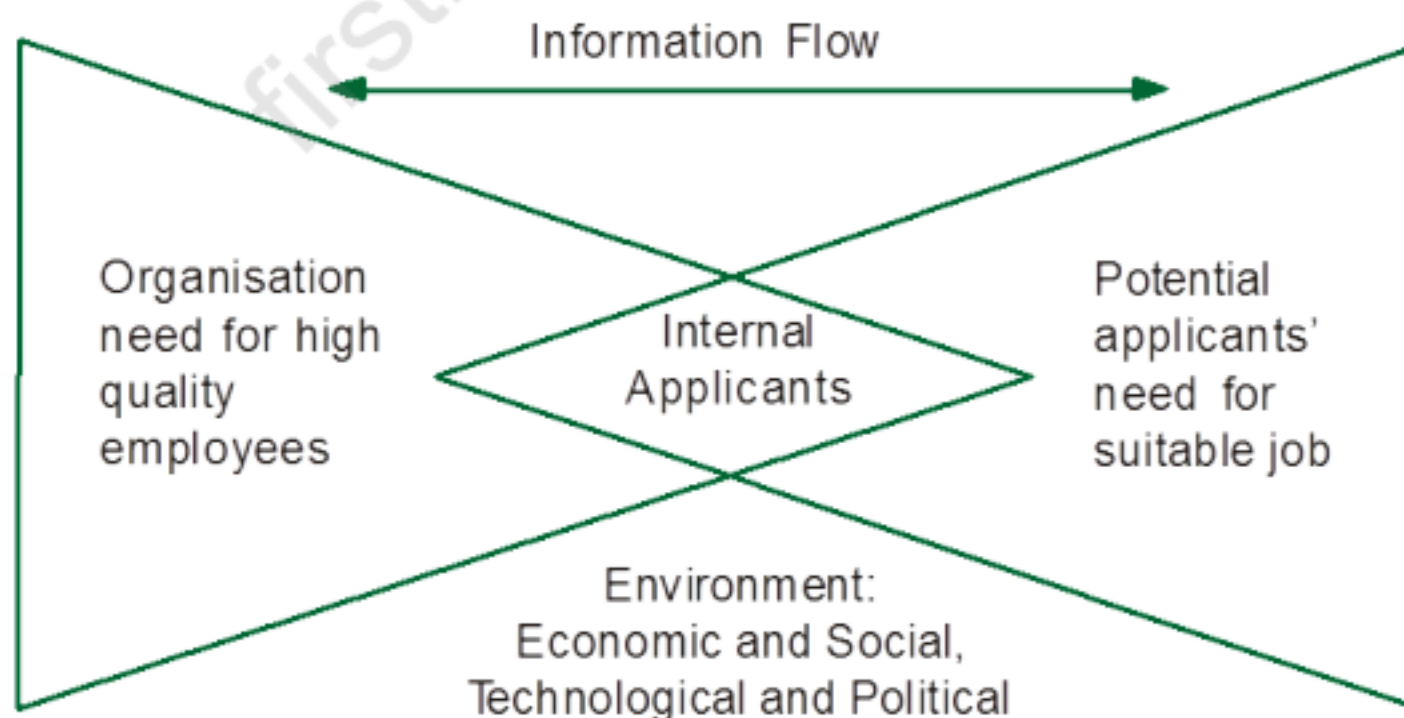 Information Flow
Organisation
need for high
quality
employees
Internal
Applicants
Potential
applicants’
need for
suitable job
Environment:
Economic and Social,
Technological and Political